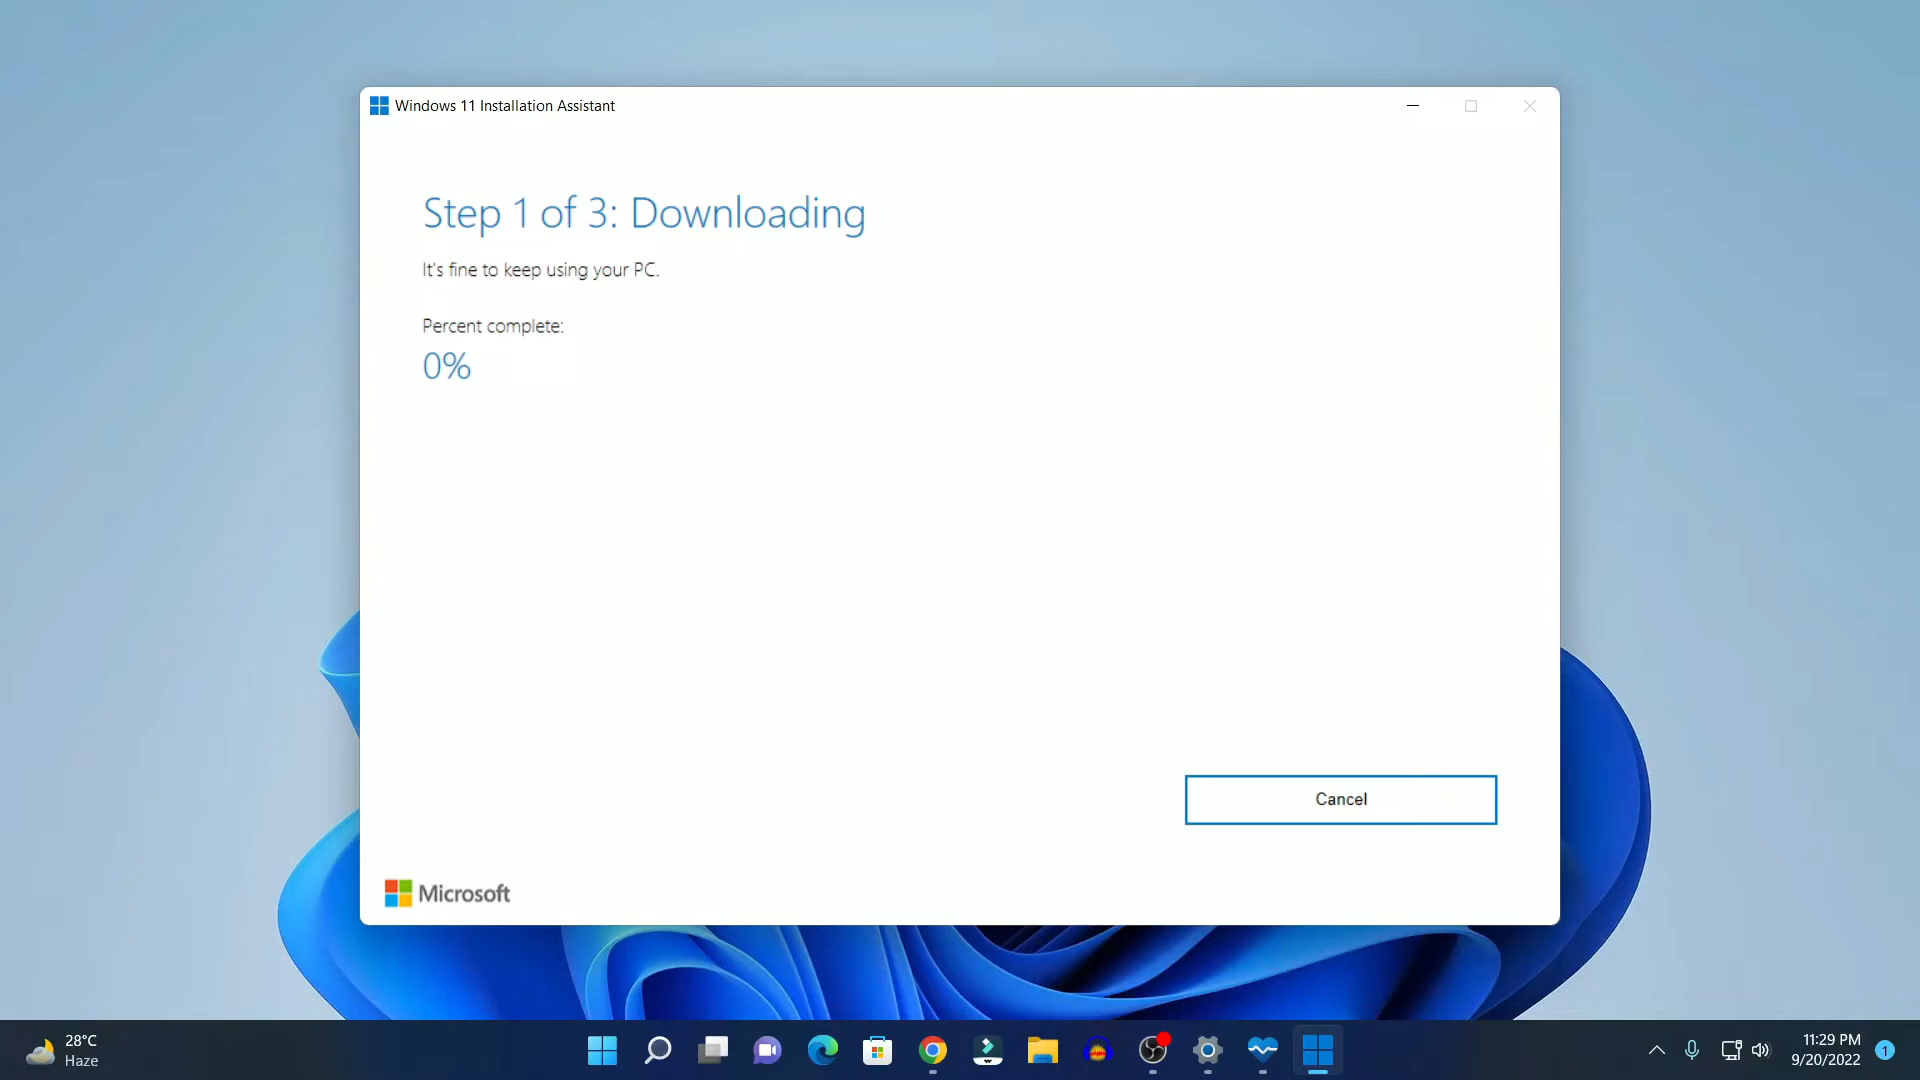 Windows 11 Installation Assistant
Step 1 of 3: Downloading
It's fine to keep using your PC.
Percent complete:
0%
Cancel
Microsoft
28°C
Haze
11:29 PM
9/20/2022
1